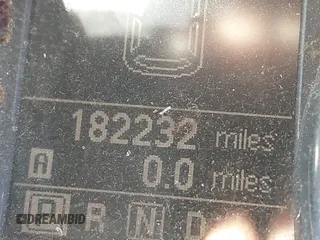 182232 miles
A 0.0 miles
P R N D
DREAMBID